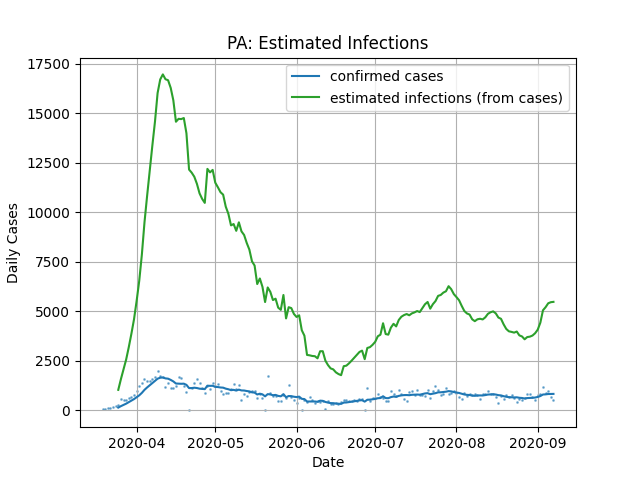 PA: Estimated Infections
confirmed cases
estimated infections (from cases)
17500
15000
12500
10000
7500
5000
2500
0
Daily Cases
2020-04
2020-05
2020-06
2020-07
2020-08
2020-09
Date